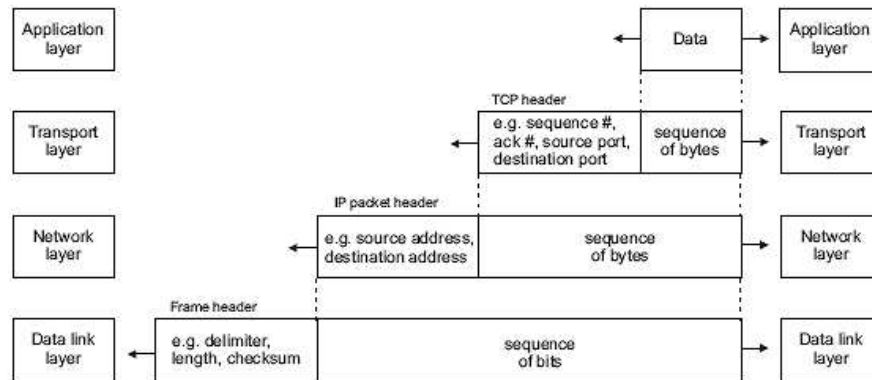 Application
layer
Data
Application
layer
TCP header
Transport
layer
e.g. sequence #,
ack #, source port,
destination port
sequence
of bytes
Transport
layer
IP packet header
Network
layer
e.g. source address,
destination address
sequence
of bytes
Network
layer
Frame header
Data link
layer
e.g. delimiter,
length, checksum
sequence
of bits
Data link
layer